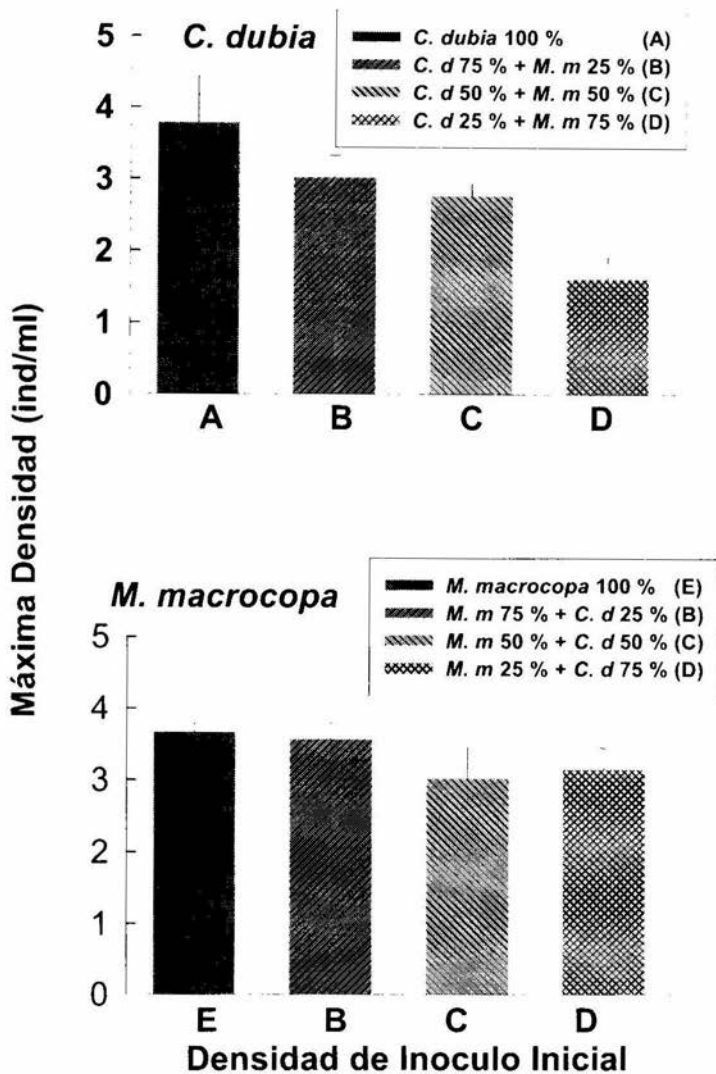 C. dubia
C. dubia 100 % (A)
C. d 75 % + M. m 25 % (B)
C. d 50 % + M. m 50 % (C)
C. d 25 % + M. m 75 % (D)
5
4
3
2
1
0
A B C D
Máxima Densidad (ind/ml)
M. macrocopa
M. macrocopa 100 % (E)
M. m 75 % + C. d 25 % (B)
M. m 50 % + C. d 50 % (C)
M. m 25 % + C. d 75 % (D)
5
4
3
2
1
0
E B C D
Densidad de Inoculo Inicial